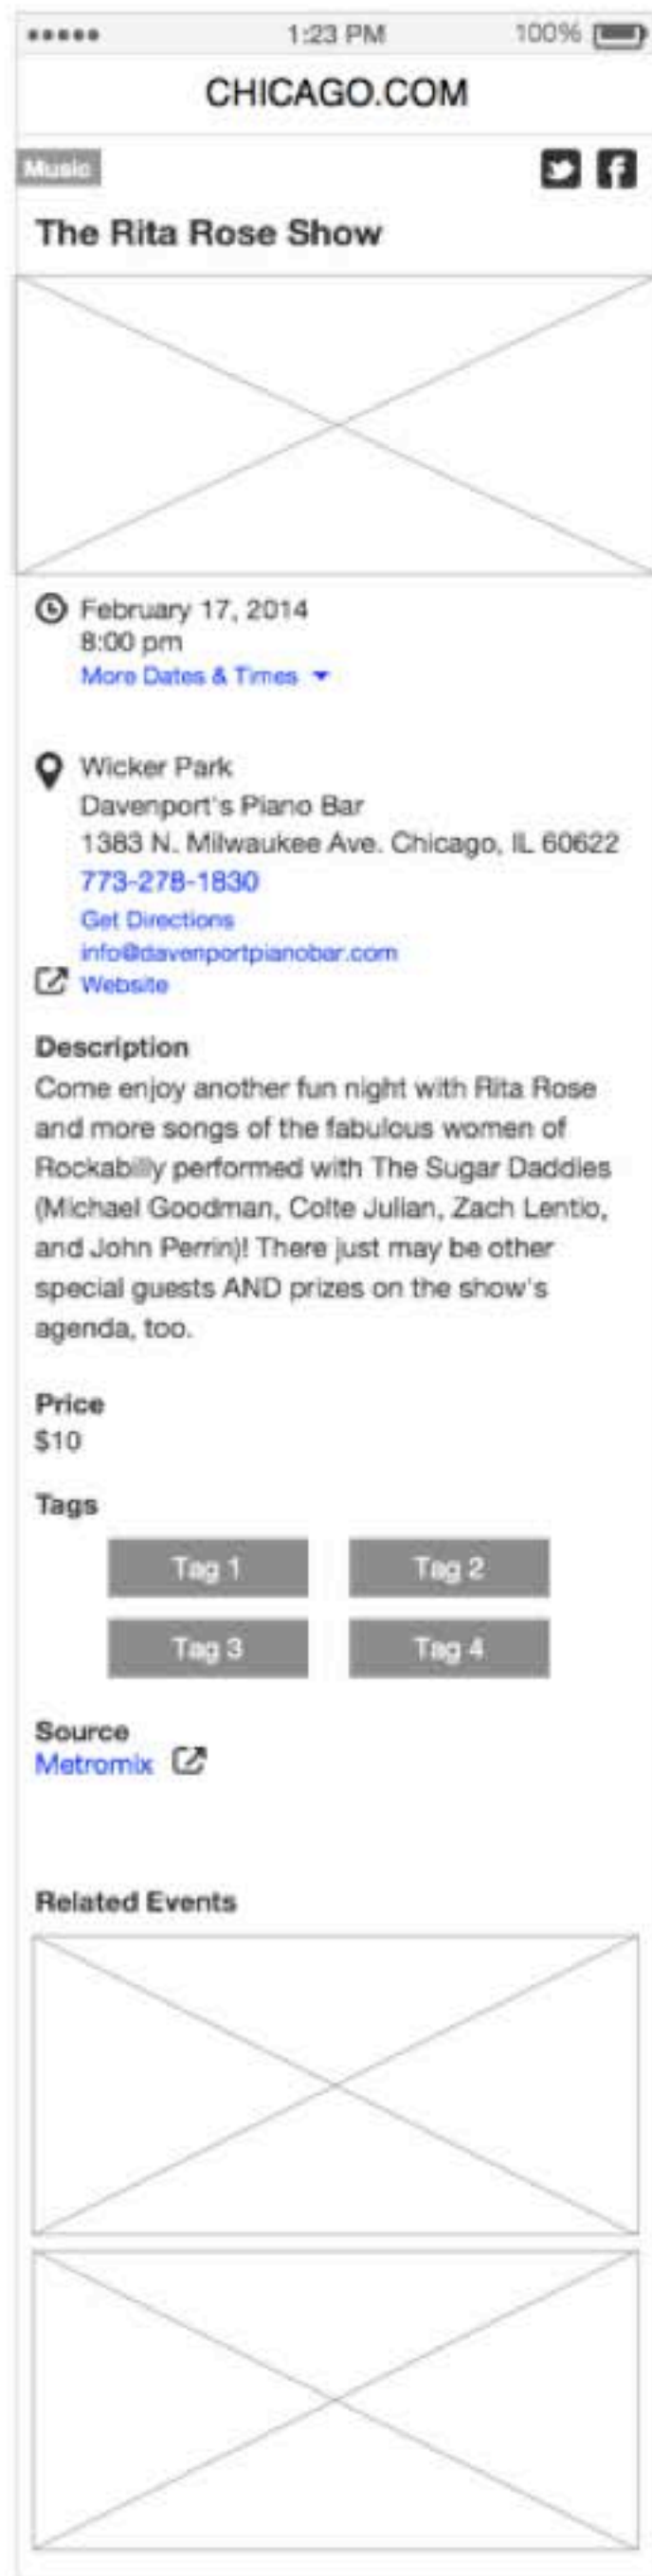 1:23 PM
100%
CHICAGO.COM
Music
The Rita Rose Show
February 17, 2014
8:00 pm
More Dates & Times
Wicker Park
Davenport's Piano Bar
1383 N. Milwaukee Ave. Chicago, IL 60622
773-278-1830
Get Directions
info@davenportpianobar.com
Website
Description
Come enjoy another fun night with Rita Rose
and more songs of the fabulous women of
Rockabilly performed with The Sugar Daddies
(Michael Goodman, Colte Julian, Zach Lentio,
and John Perrin)! There just may be other
special guests AND prizes on the show's
agenda, too.
Price
$10
Tags
Tag 1
Tag 2
Tag 3
Tag 4
Source
Metromix
Related Events